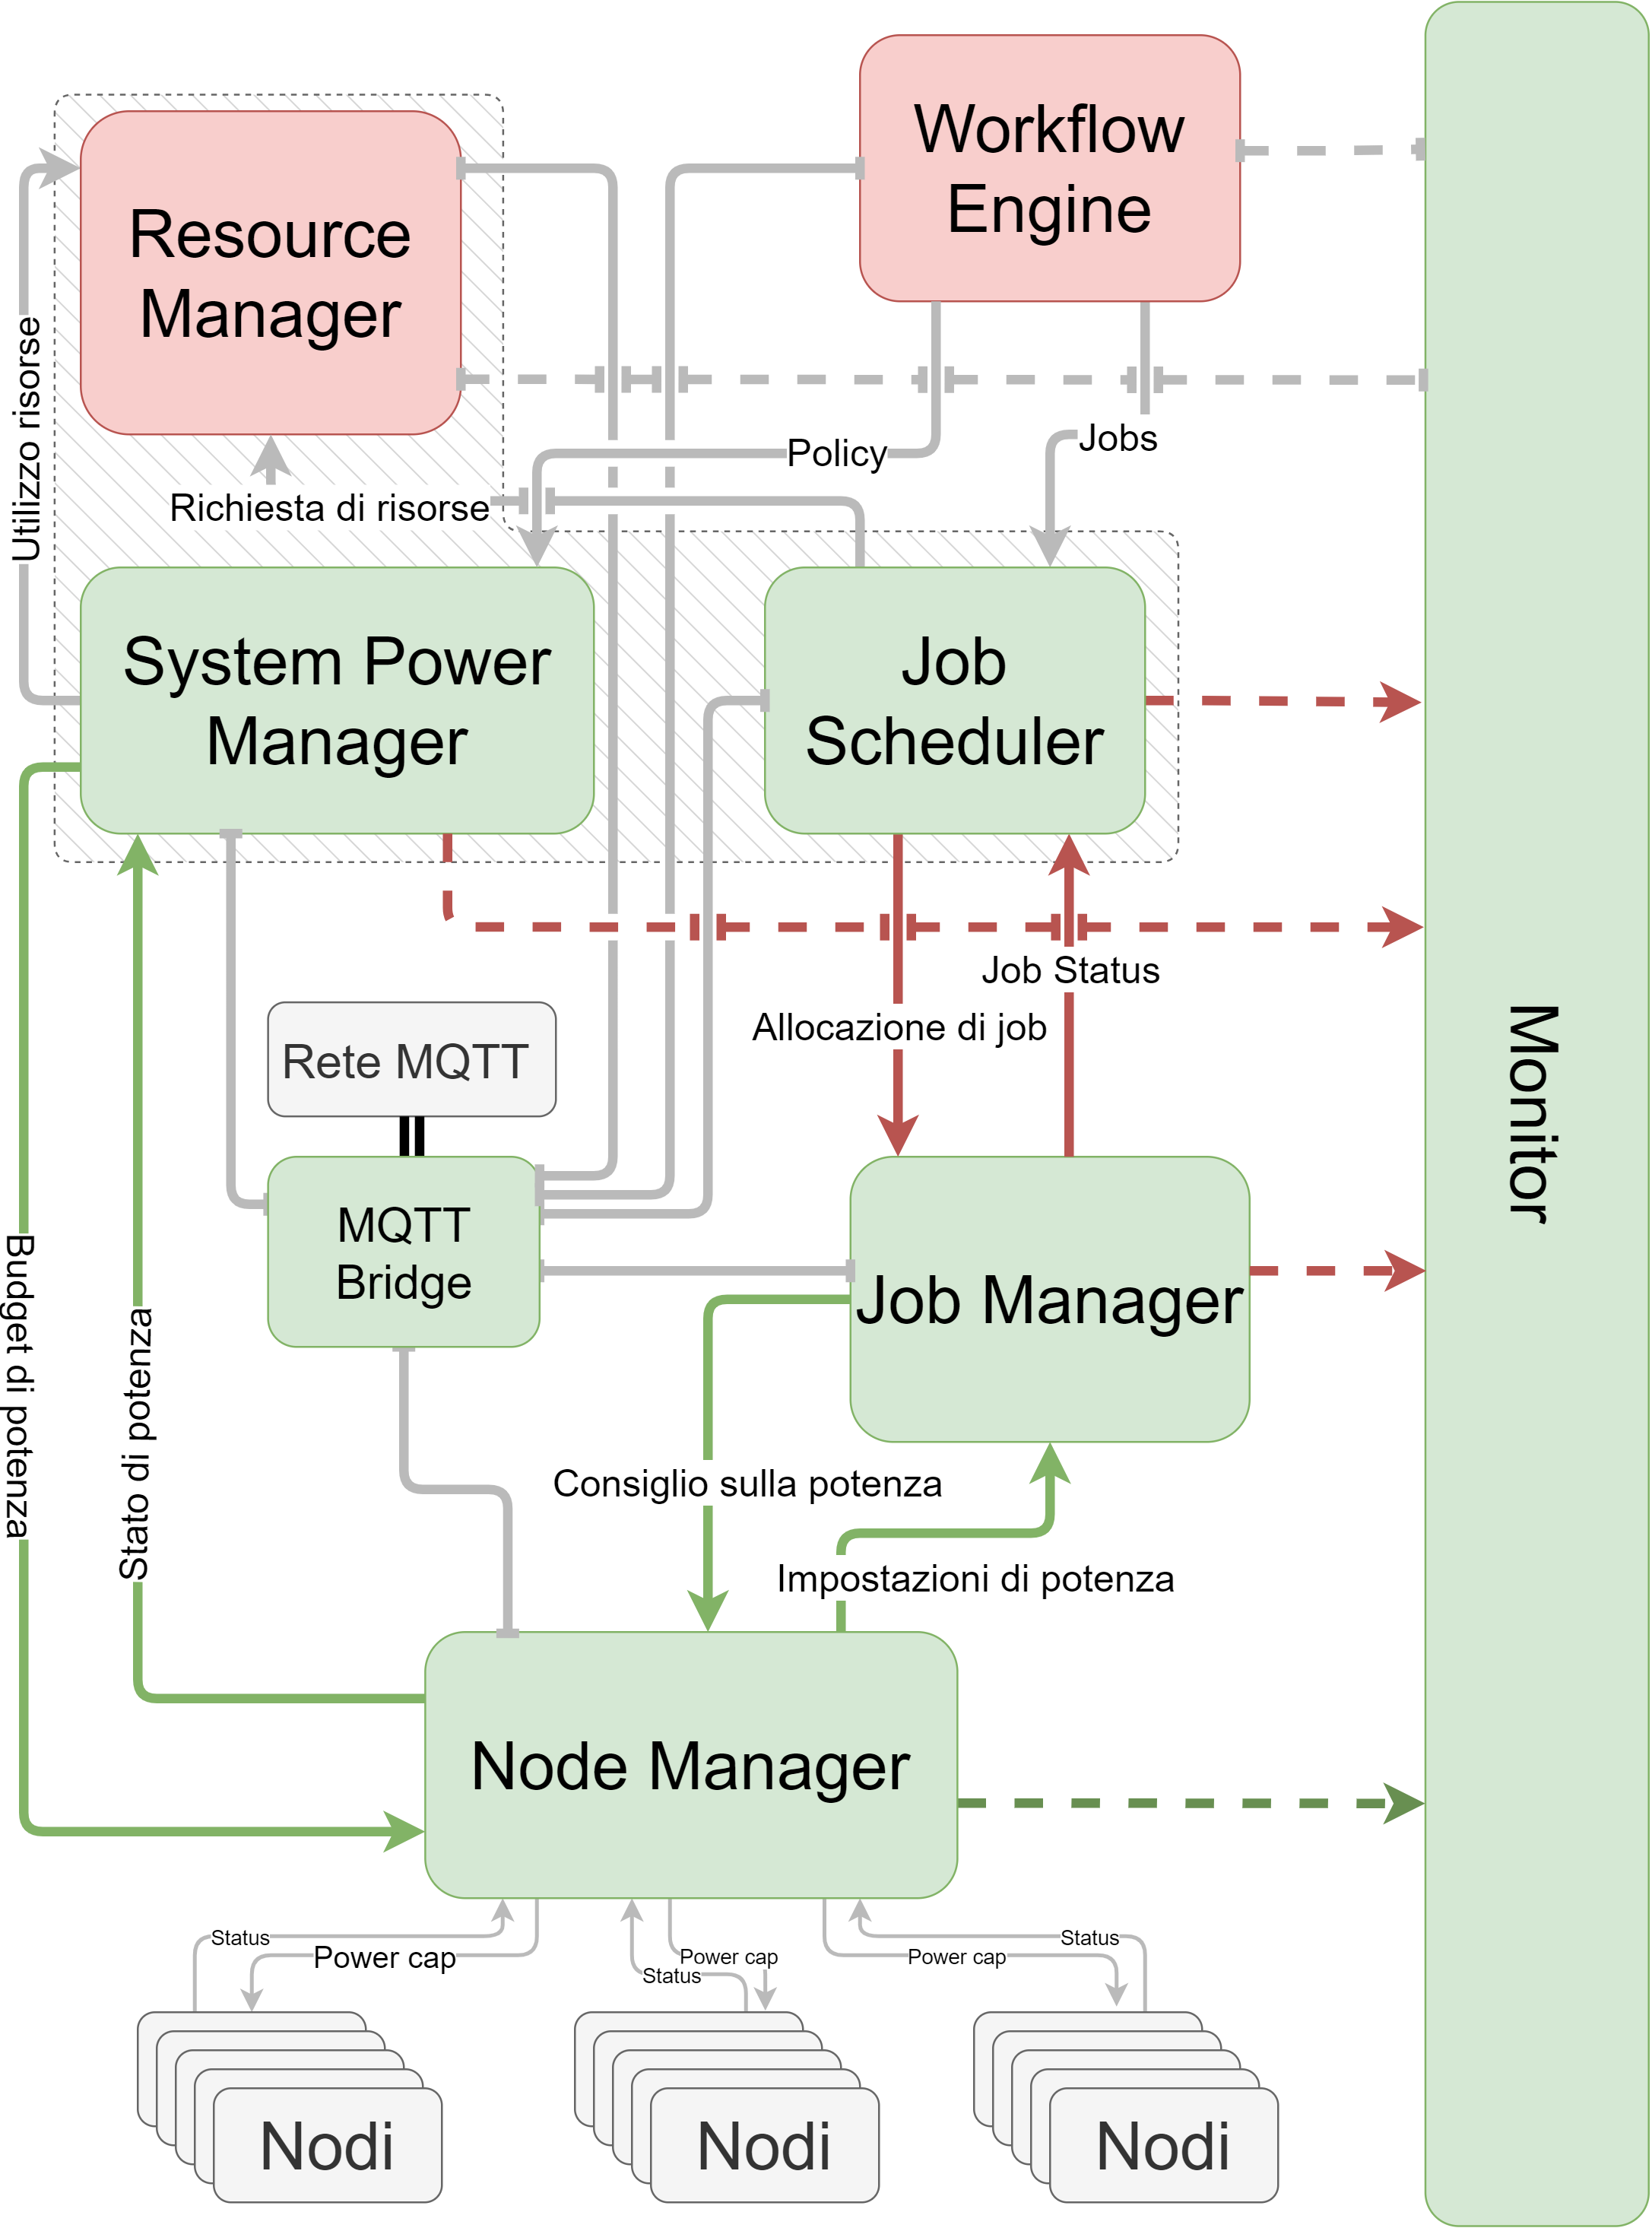 Workflow
Engine
Resource
Manager
Utilizzo risorse
Policy
Jobs
Richiesta di risorse
System Power
Manager
Job
Scheduler
Job Status
Allocazione di job
Rete MQTT
MQTT
Bridge
Monitor
Job Manager
Budget di potenza
Stato di potenza
Consiglio sulla potenza
Impostazioni di potenza
Node Manager
Status
Power cap
Power cap
Status
Status
Power cap
Nodi
Nodi
Nodi